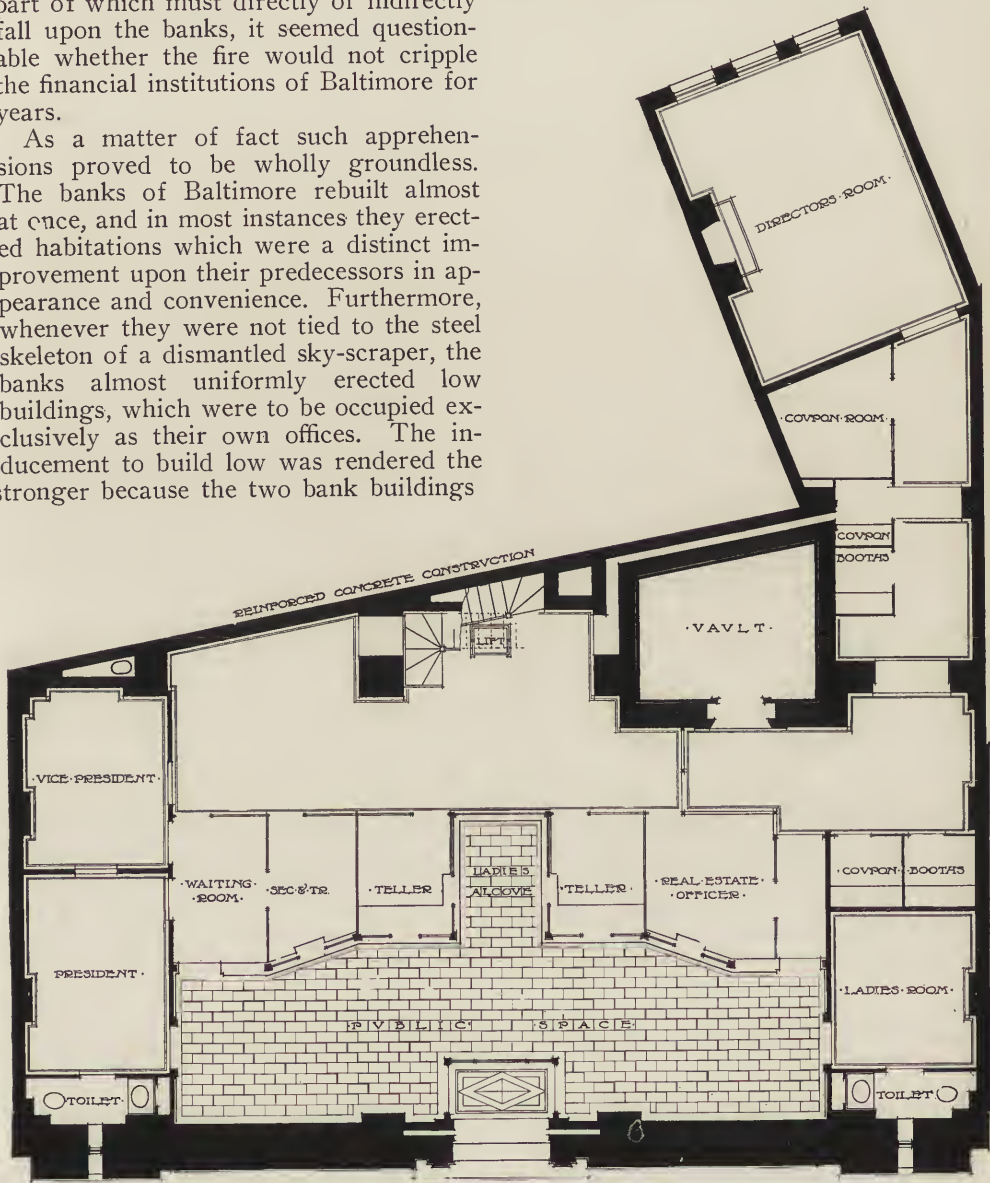 part of which must directly or indirectly
fall upon the banks, it seemed question-
able whether the fire would not cripple
the financial institutions of Baltimore for
years.
As a matter of fact such apprehen-
sions proved to be wholly groundless.
The banks of Baltimore rebuilt almost
at once, and in most instances they erect-
ed habitations which were a distinct im-
provement upon their predecessors in ap-
pearance and convenience. Furthermore,
whenever they were not tied to the steel
skeleton of a dismantled sky-scraper, the
banks almost uniformly erected low
buildings, which were to be occupied ex-
clusively as their own offices. The in-
ducement to build low was rendered the
stronger because the two bank buildings
DIRECTORS·ROOM·
·COVPON·ROOM·
COVPON
BOOTHS
REINFORCED CONCRETE CONSTRVCTION
LIFT
·VAVLT·
·VICE·PRESIDENT·
·WAITING·
·ROOM·
·SEC·&·TR.
·TELLER
LADIES
ALCOVE
·TELLER·
·REAL·ESTATE·
·OFFICER·
·COVPON·
·BOOTHS
PRESIDENT·
·LADIES·ROOM·
·PVBLIC· ·SPACE·
TOILET·
TOILET·